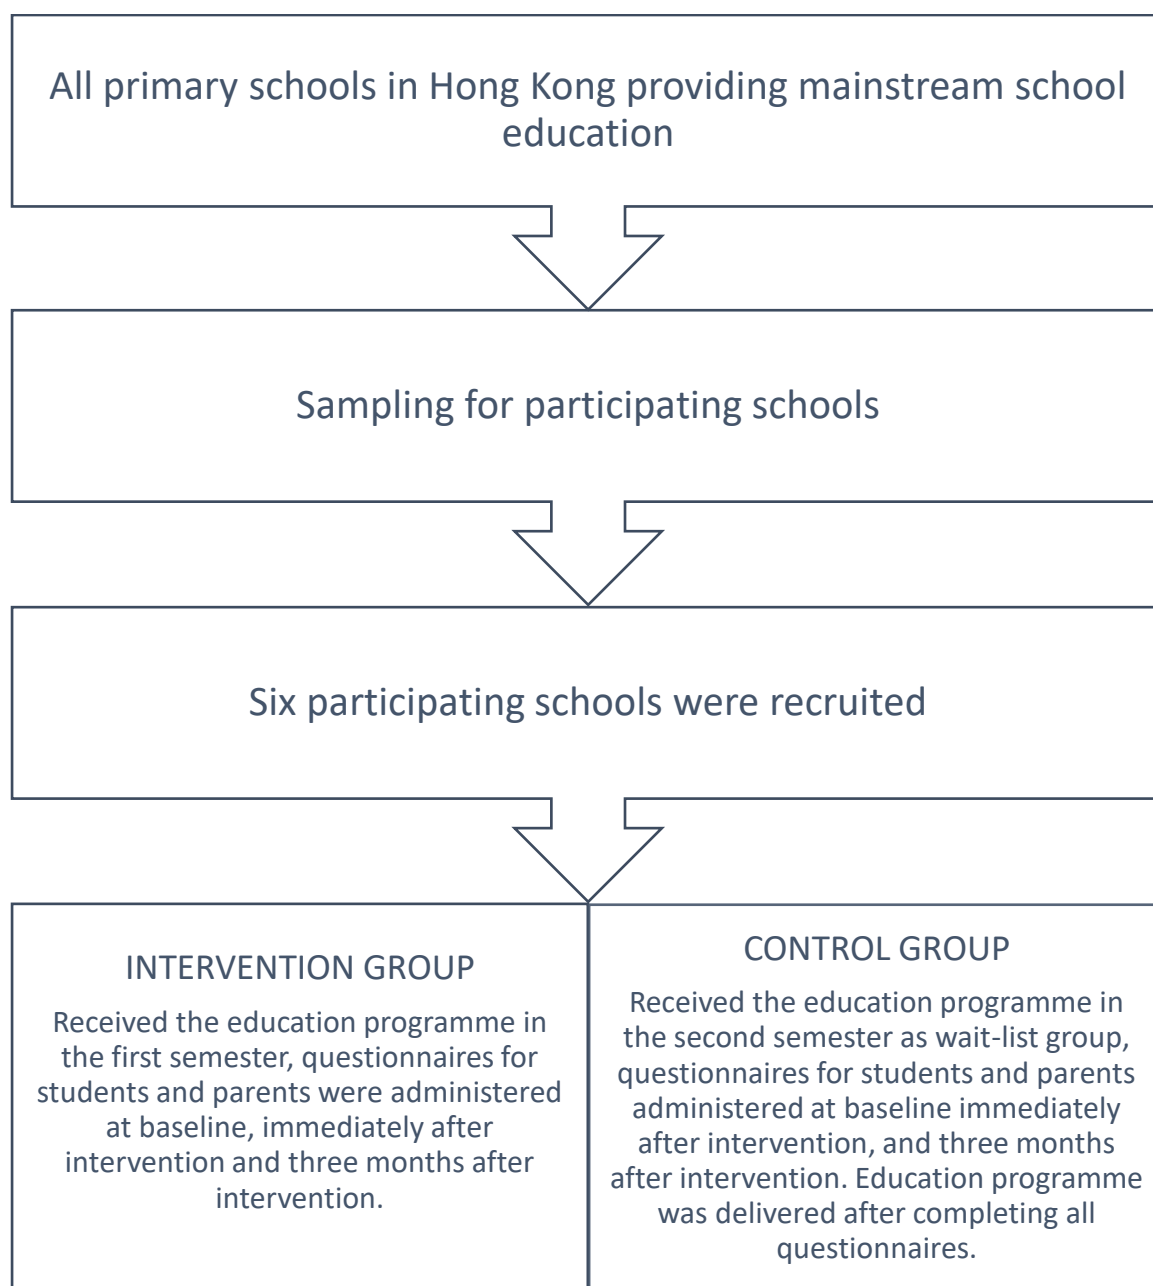 All primary schools in Hong Kong providing mainstream school
education
Sampling for participating schools
Six participating schools were recruited
INTERVENTION GROUP
Received the education programme in
the first semester, questionnaires for
students and parents were administered
at baseline, immediately after
intervention and three months after
intervention.
CONTROL GROUP
Received the education programme in
the second semester as wait-list group,
questionnaires for students and parents
administered at baseline immediately
after intervention, and three months
after intervention. Education programme
was delivered after completing all
questionnaires.